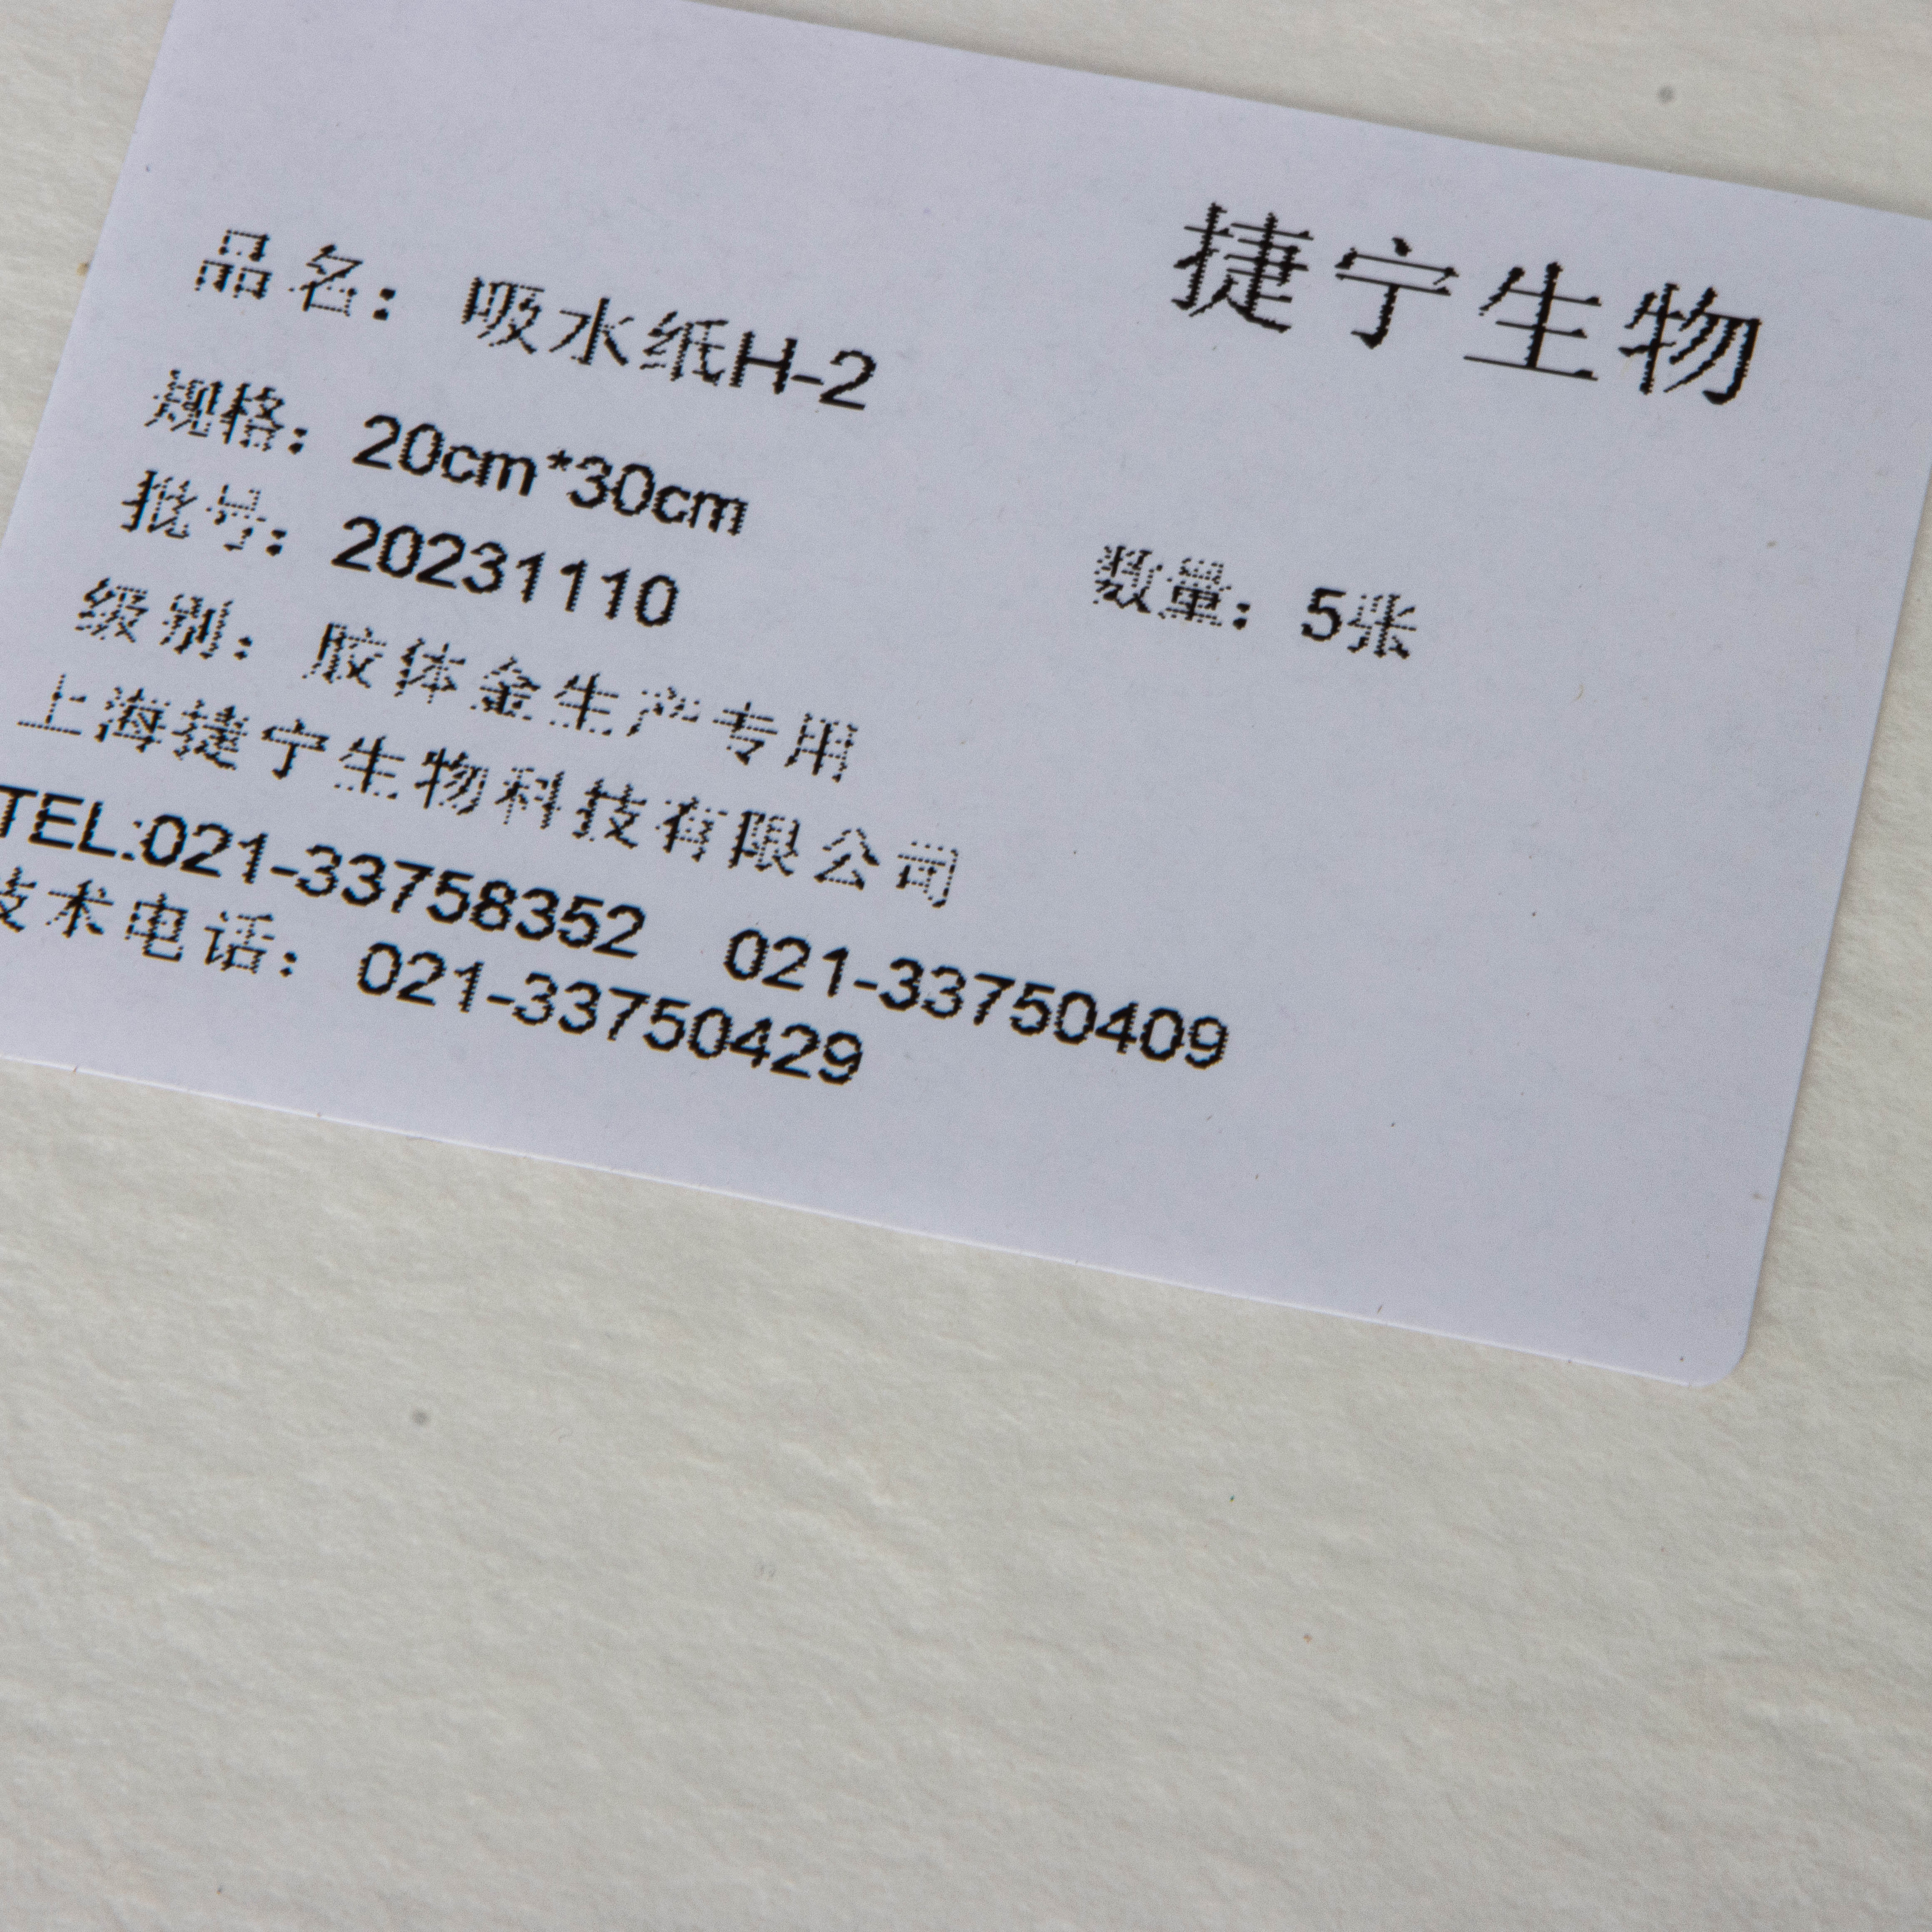 捷宁生物
品名：吸水纸H-2
规格：20cm*30cm
批号：20231110 数量：5张
级别：胶体金生产专用
上海捷宁生物科技有限公司
TEL:021-33758352 021-33750409
技术电话：021-33750429